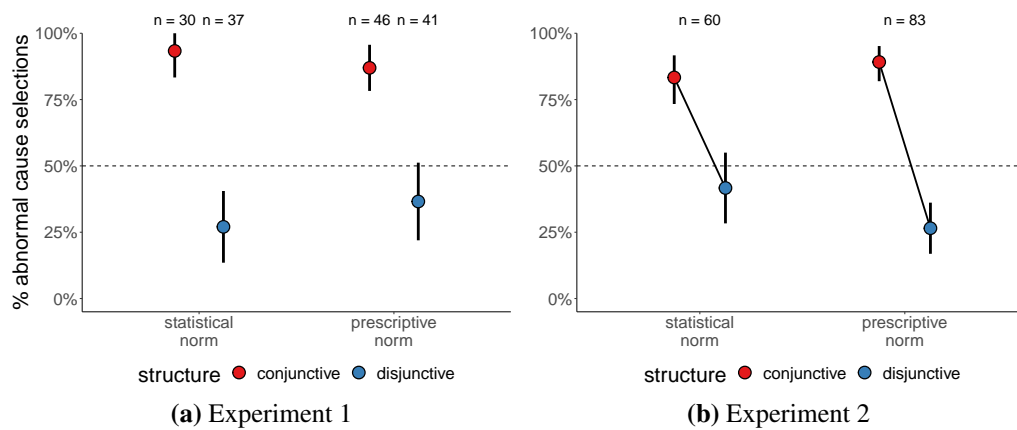 n = 30 n = 37 n = 46 n = 41
% abnormal cause selections
100%
75%
50%
25%
0%
statistical norm
prescriptive norm
structure conjunctive disjunctive
(a) Experiment 1
n = 60 n = 83
100%
75%
50%
25%
0%
statistical norm
prescriptive norm
structure conjunctive disjunctive
(b) Experiment 2